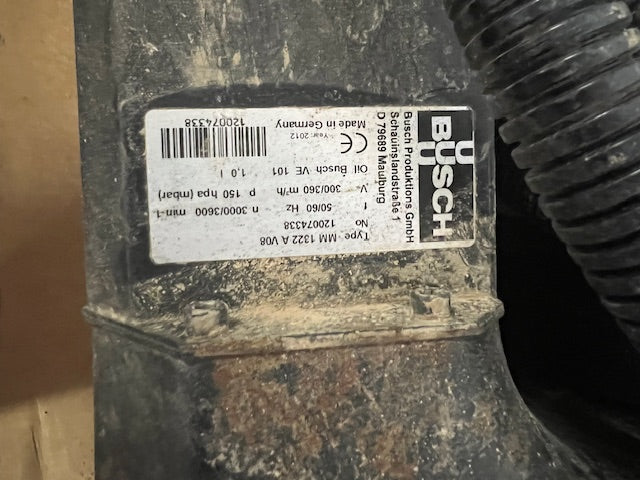 BUSCH
Busch Produktions GmbH
Schauinslandstraße 1
D 79689 Maulburg
Type MM 1322 A V08
No 120074338
f 50/60 Hz n 3000/3600 min-1
V 300/360 m³/h p 150 hpa (mbar)
Oil Busch VE 101 1,0 l
CE Year: 2012
Made in Germany
120074338